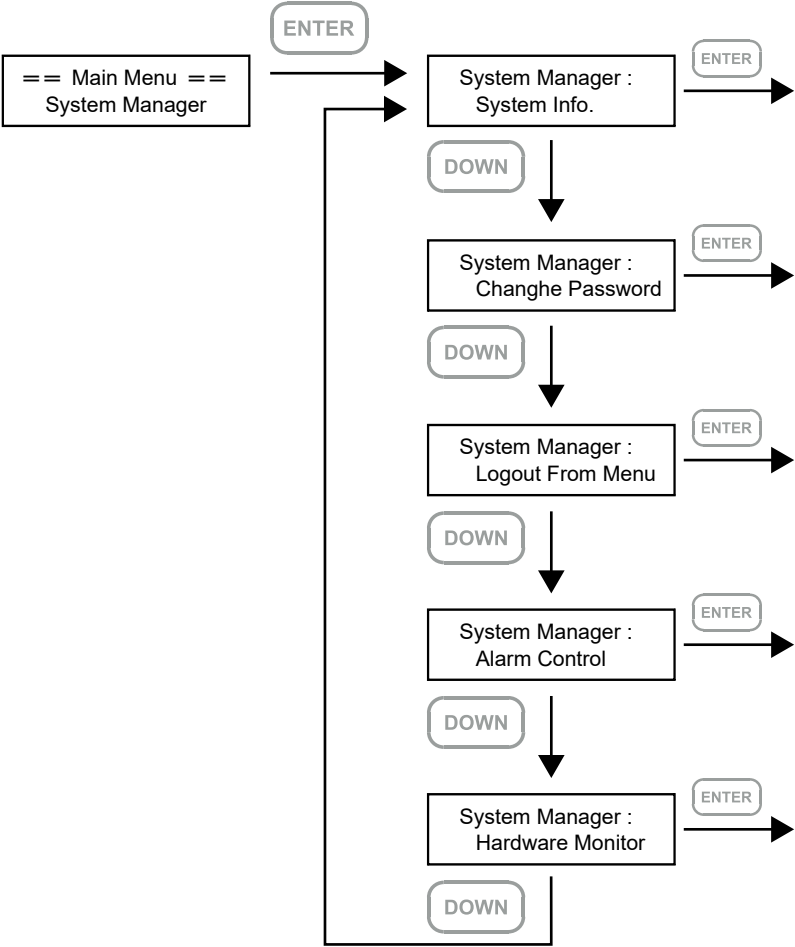 ENTER
== Main Menu ==
System Manager
System Manager :
System Info.
ENTER
DOWN
System Manager :
Changhe Password
ENTER
DOWN
System Manager :
Logout From Menu
ENTER
DOWN
System Manager :
Alarm Control
ENTER
DOWN
System Manager :
Hardware Monitor
ENTER
DOWN